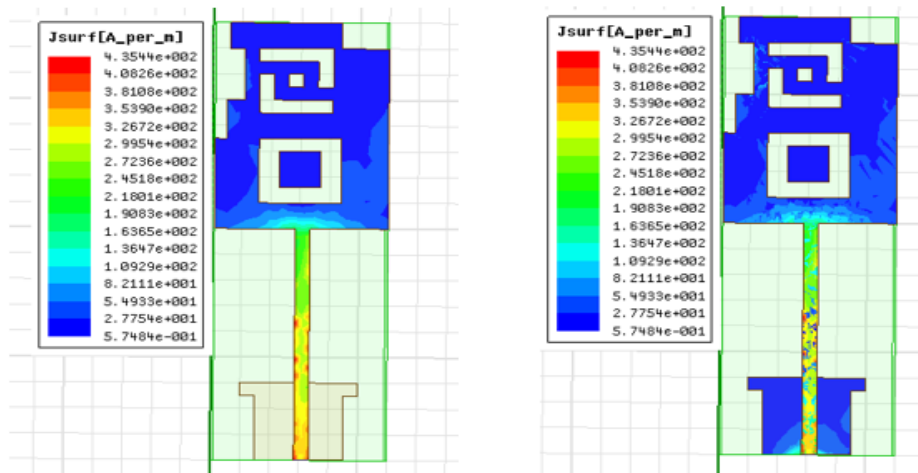 Jsurf[A_per_m]
4.3544e+002
4.0826e+002
3.8108e+002
3.5390e+002
3.2672e+002
2.9954e+002
2.7236e+002
2.4518e+002
2.1801e+002
1.9083e+002
1.6365e+002
1.3647e+002
1.0929e+002
8.2111e+001
5.4933e+001
2.7754e+001
5.7484e-001
Jsurf[A_per_m]
4.3544e+002
4.0826e+002
3.8108e+002
3.5390e+002
3.2672e+002
2.9954e+002
2.7236e+002
2.4518e+002
2.1801e+002
1.9083e+002
1.6365e+002
1.3647e+002
1.0929e+002
8.2111e+001
5.4933e+001
2.7754e+001
5.7484e-001